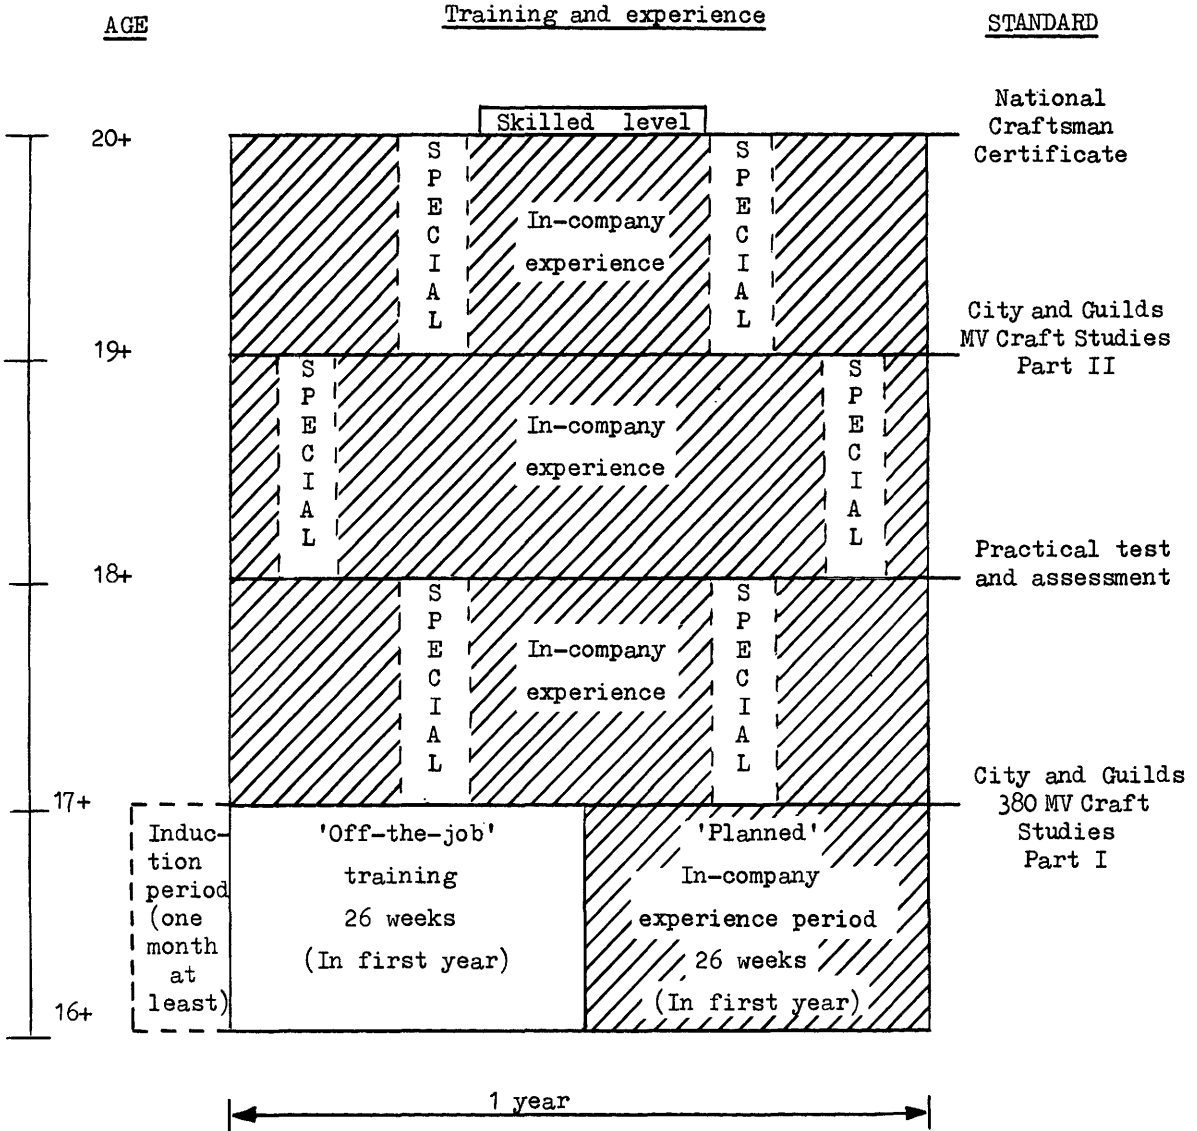 AGE
Training and experience
STANDARD
20+
Skilled level
National
Craftsman
Certificate
S
P
E
C
I
A
L
In-company
experience
S
P
E
C
I
A
L
19+
City and Guilds
MV Craft Studies
Part II
S
P
E
C
I
A
L
In-company
experience
S
P
E
C
I
A
L
18+
Practical test
and assessment
S
P
E
C
I
A
L
In-company
experience
S
P
E
C
I
A
L
17+
City and Guilds
380 MV Craft
Studies
Part I
Induc-
tion
period
(one
month
at
least)
'Off-the-job'
training
26 weeks
(In first year)
'Planned'
In-company
experience period
26 weeks
(In first year)
16+
1 year